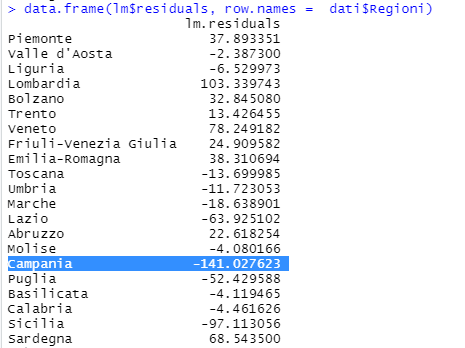 > data.frame(lm$residuals, row.names =  dati$Regioni)
                      lm.residuals
Piemonte                 37.893351
Valle d'Aosta            -2.387300
Liguria                  -6.529973
Lombardia               103.339743
Bolzano                  32.845080
Trento                   13.426455
Veneto                   78.249182
Friuli-Venezia Giulia    24.909582
Emilia-Romagna           38.310694
Toscana                 -13.699985
Umbria                  -11.723053
Marche                  -18.638901
Lazio                   -63.925102
Abruzzo                  22.618254
Molise                   -4.080166
Campania               -141.027623
Puglia                  -52.429588
Basilicata               -4.119465
Calabria                 -4.461626
Sicilia                 -97.113056
Sardegna                 68.543500